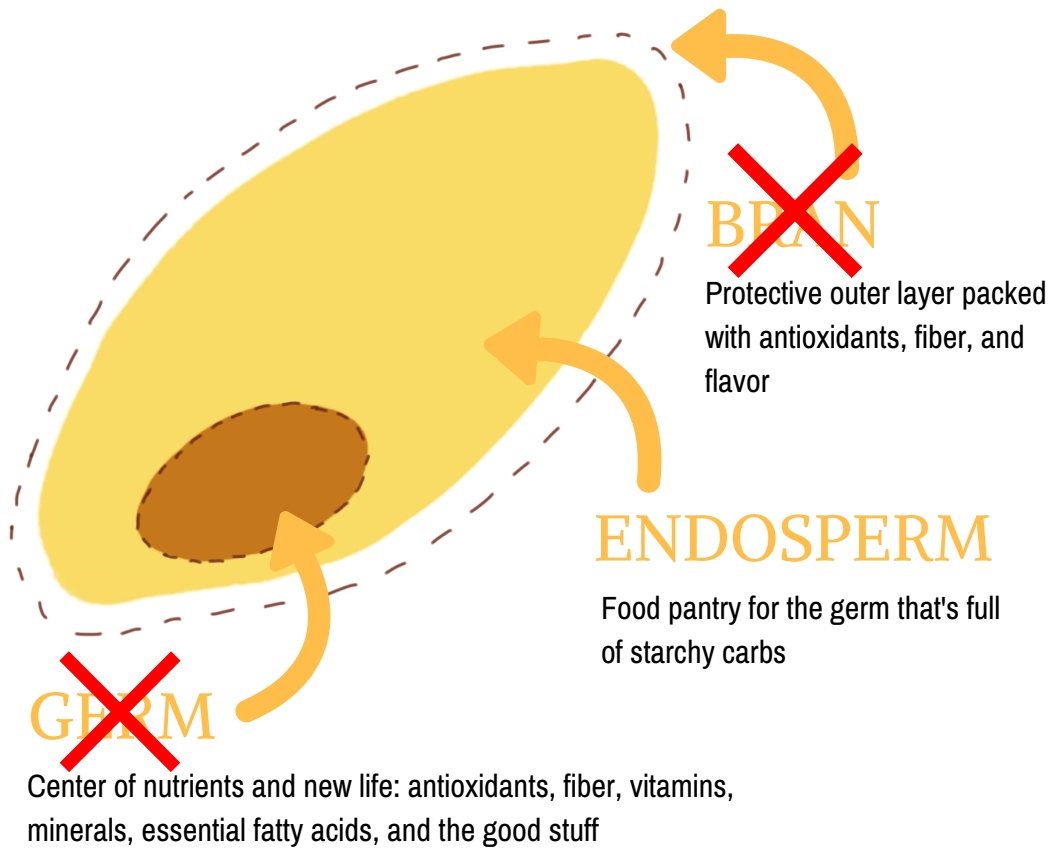 BRAN
Protective outer layer packed
with antioxidants, fiber, and
flavor
ENDOSPERM
Food pantry for the germ that's full
of starchy carbs
GERM
Center of nutrients and new life: antioxidants, fiber, vitamins,
minerals, essential fatty acids, and the good stuff